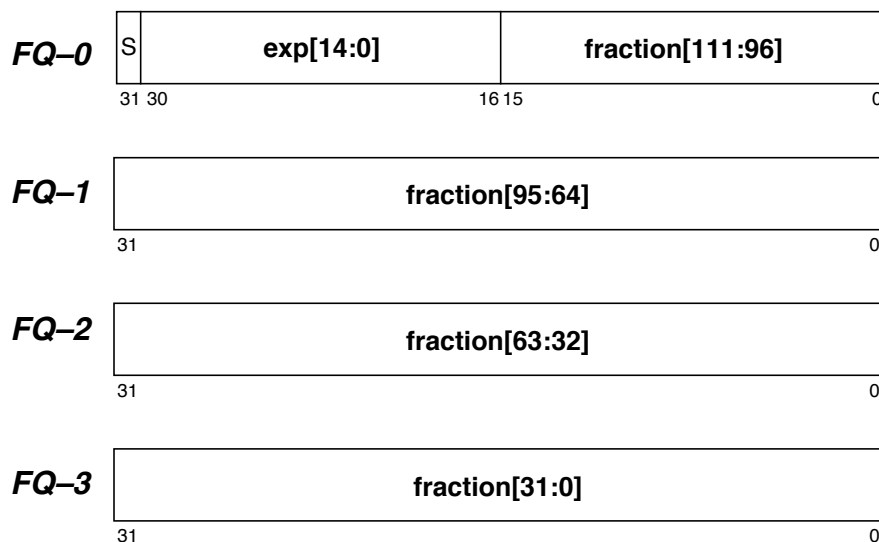 FQ–0 S exp[14:0] fraction[111:96]
31 30 16 15 0
FQ–1 fraction[95:64]
31 0
FQ–2 fraction[63:32]
31 0
FQ–3 fraction[31:0]
31 0